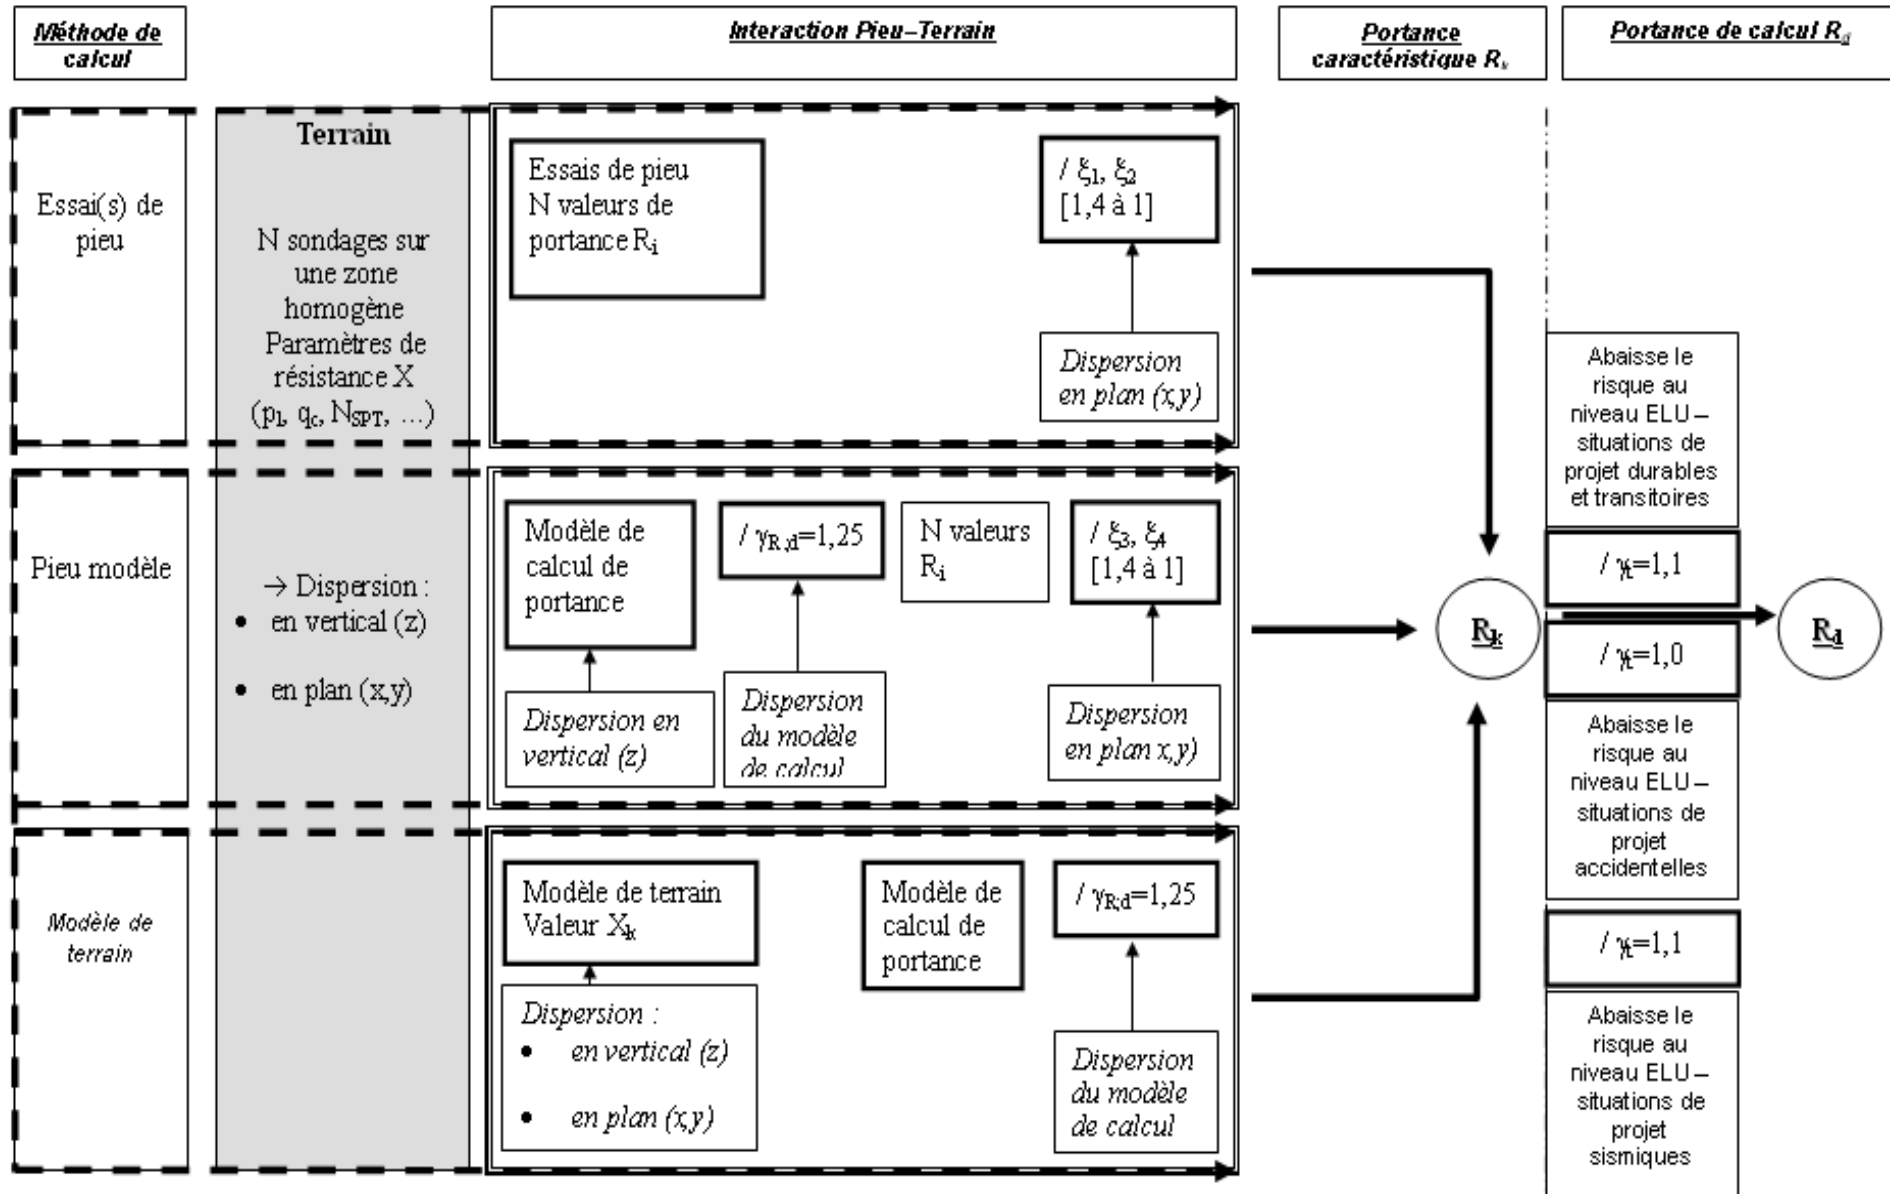 Méthode de
calcul
Interaction Pieu–Terrain
Portance
caractéristique Rₖ
Portance de calcul R_d
Essai(s) de
pieu
Pieu modèle
Modèle de
terrain
Terrain
N sondages sur
une zone
homogène
Paramètres de
résistance X
(pₗ, q_c, N_SPT, …)
→ Dispersion :
• en vertical (z)
• en plan (x,y)
Essais de pieu
N valeurs de
portance Rᵢ
/ ξ₁, ξ₂
[1,4 à 1]
Dispersion
en plan (x,y)
Modèle de
calcul de
portance
/ γ_R;d=1,25
N valeurs
Rᵢ
/ ξ₃, ξ₄
[1,4 à 1]
Dispersion en
vertical (z)
Dispersion
du modèle
de calcul
Dispersion
en plan x,y)
Modèle de terrain
Valeur Xₖ
Modèle de
calcul de
portance
/ γ_R;d=1,25
Dispersion :
• en vertical (z)
• en plan (x,y)
Dispersion
du modèle
de calcul
Rₖ
Abaisse le
risque au
niveau ELU –
situations de
projet durables
et transitoires
/ γₜ=1,1
/ γₜ=1,0
Abaisse le
risque au
niveau ELU –
situations de
projet
accidentelles
/ γₜ=1,1
Abaisse le
risque au
niveau ELU –
situations de
projet
sismiques
R_d